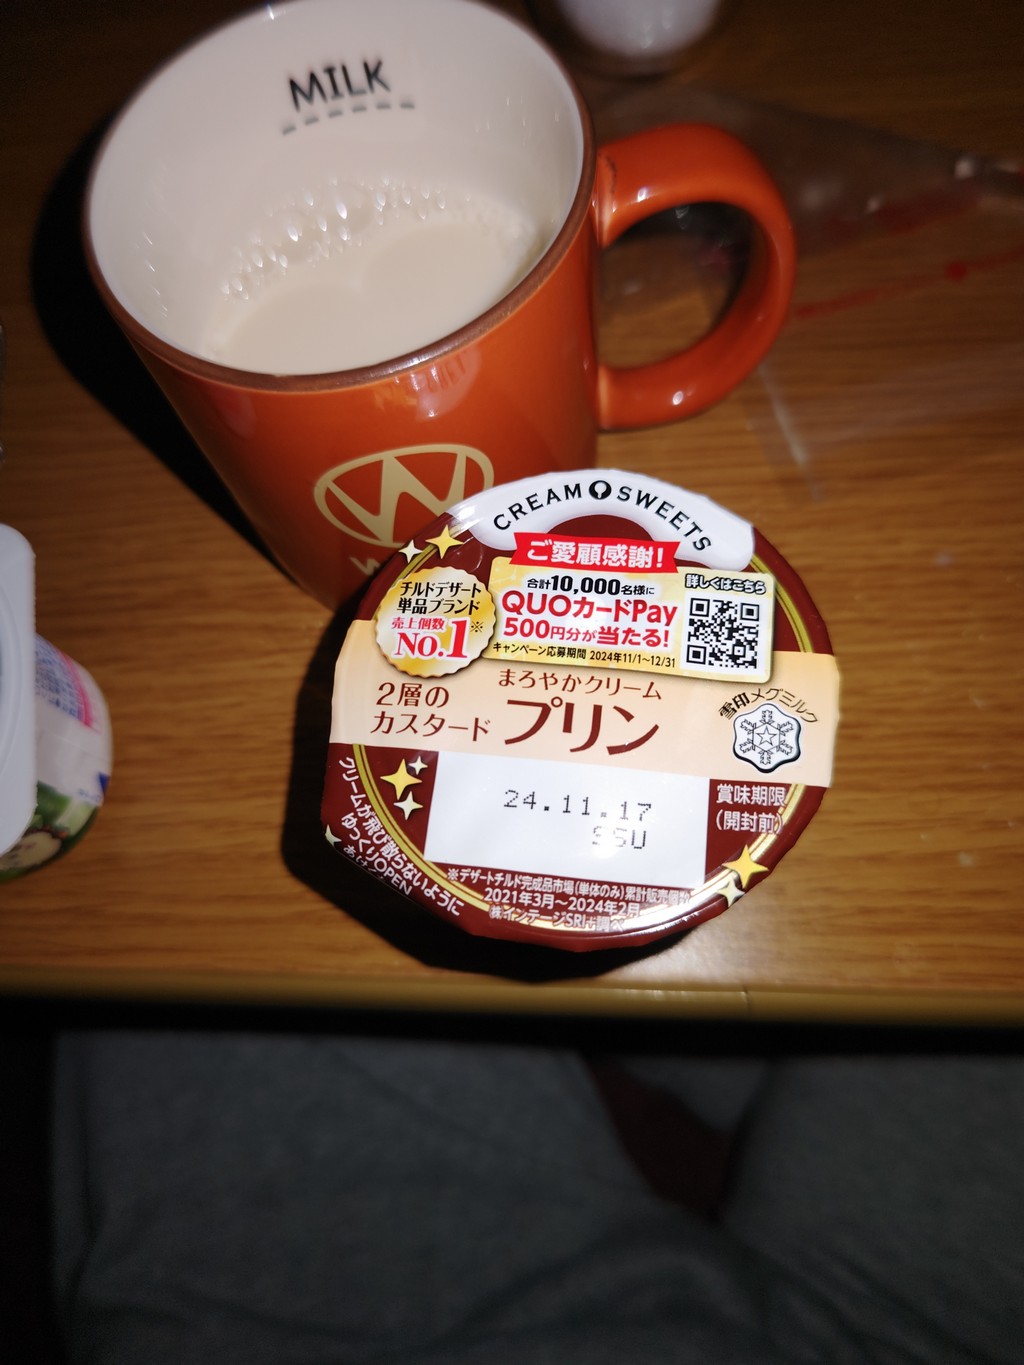 MILK
CREAM SWEETS
ご愛顧感謝!
チルドデザート
単品ブランド
売上個数
No.1※
合計10,000名様に
QUOカードPay
500円分が当たる!
キャンペーン応募期間 2024年11/1~12/31
詳しくはこちら
まろやかクリーム
2層の
カスタード
プリン
雪印メグミルク
24.11.17
SSU
賞味期限
(開封前)
クリームが飛び散らないように
ゆっくりOPEN
※デザートチルド完成品市場(単体のみ)累計販売個数
2021年3月~2024年2月
㈱インテージSRI+調べ